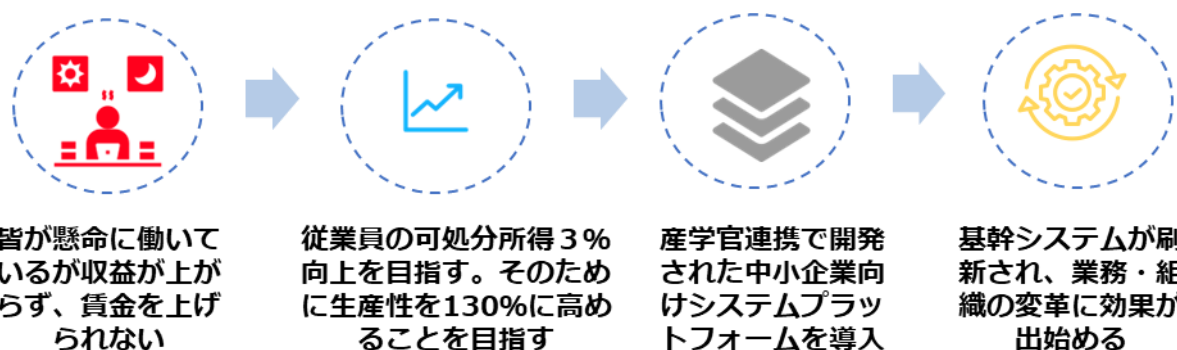 皆が懸命に働いて
いるが収益が上が
らず、賃金を上げ
られない
従業員の可処分所得３%
向上を目指す。そのため
に生産性を130%に高め
ることを目指す
産学官連携で開発
された中小企業向
けシステムプラッ
トフォームを導入
基幹システムが刷
新され、業務・組
織の変革に効果が
出始める